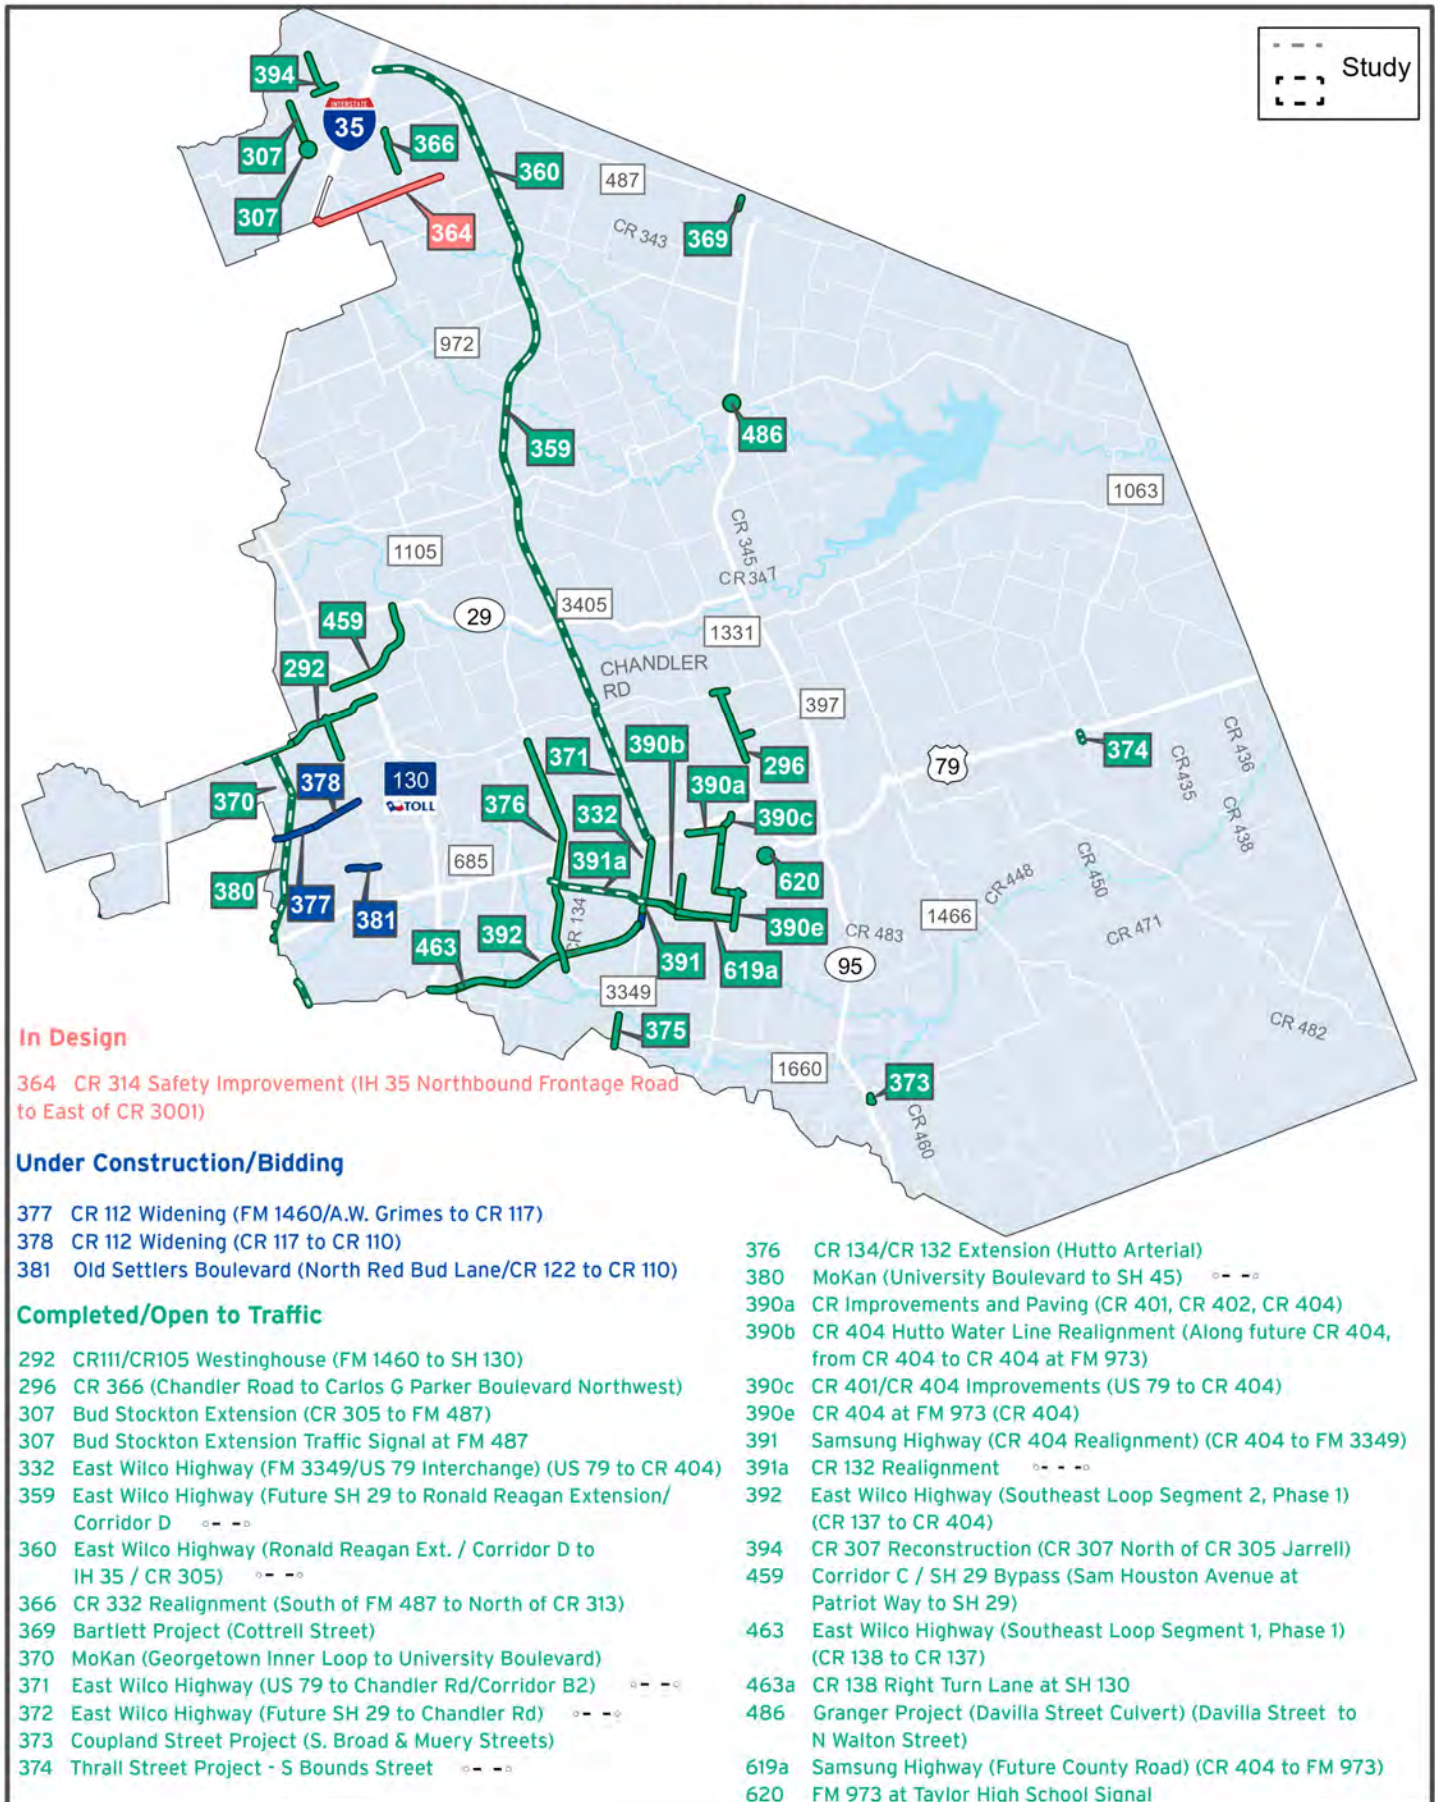 Study
394
INTERSTATE
35
307
366
360
487
307
364
CR 343
369
972
486
359
1063
CR 345
1105
CR 347
3405
459
29
1331
292
CHANDLER
RD
397
371
390b
296
374
CR 436
79
CR 435
378
130
TOLL
370
376
390a
332
390c
CR 438
685
391a
620
CR 450
CR 448
380
377
381
CR 134
1466
390e
CR 471
463
392
CR 483
391
619a
95
3349
375
CR 482
1660
373
CR 460
In Design
364 CR 314 Safety Improvement (IH 35 Northbound Frontage Road
to East of CR 3001)
Under Construction/Bidding
377 CR 112 Widening (FM 1460/A.W. Grimes to CR 117)
378 CR 112 Widening (CR 117 to CR 110)
381 Old Settlers Boulevard (North Red Bud Lane/CR 122 to CR 110)
Completed/Open to Traffic
292 CR111/CR105 Westinghouse (FM 1460 to SH 130)
296 CR 366 (Chandler Road to Carlos G Parker Boulevard Northwest)
307 Bud Stockton Extension (CR 305 to FM 487)
307 Bud Stockton Extension Traffic Signal at FM 487
332 East Wilco Highway (FM 3349/US 79 Interchange) (US 79 to CR 404)
359 East Wilco Highway (Future SH 29 to Ronald Reagan Extension/
Corridor D
360 East Wilco Highway (Ronald Reagan Ext. / Corridor D to
IH 35 / CR 305)
366 CR 332 Realignment (South of FM 487 to North of CR 313)
369 Bartlett Project (Cottrell Street)
370 MoKan (Georgetown Inner Loop to University Boulevard)
371 East Wilco Highway (US 79 to Chandler Rd/Corridor B2)
372 East Wilco Highway (Future SH 29 to Chandler Rd)
373 Coupland Street Project (S. Broad & Muery Streets)
374 Thrall Street Project - S Bounds Street
376 CR 134/CR 132 Extension (Hutto Arterial)
380 MoKan (University Boulevard to SH 45)
390a CR Improvements and Paving (CR 401, CR 402, CR 404)
390b CR 404 Hutto Water Line Realignment (Along future CR 404,
from CR 404 to CR 404 at FM 973)
390c CR 401/CR 404 Improvements (US 79 to CR 404)
390e CR 404 at FM 973 (CR 404)
391 Samsung Highway (CR 404 Realignment) (CR 404 to FM 3349)
391a CR 132 Realignment
392 East Wilco Highway (Southeast Loop Segment 2, Phase 1)
(CR 137 to CR 404)
394 CR 307 Reconstruction (CR 307 North of CR 305 Jarrell)
459 Corridor C / SH 29 Bypass (Sam Houston Avenue at
Patriot Way to SH 29)
463 East Wilco Highway (Southeast Loop Segment 1, Phase 1)
(CR 138 to CR 137)
463a CR 138 Right Turn Lane at SH 130
486 Granger Project (Davilla Street Culvert) (Davilla Street to
N Walton Street)
619a Samsung Highway (Future County Road) (CR 404 to FM 973)
620 FM 973 at Taylor High School Signal